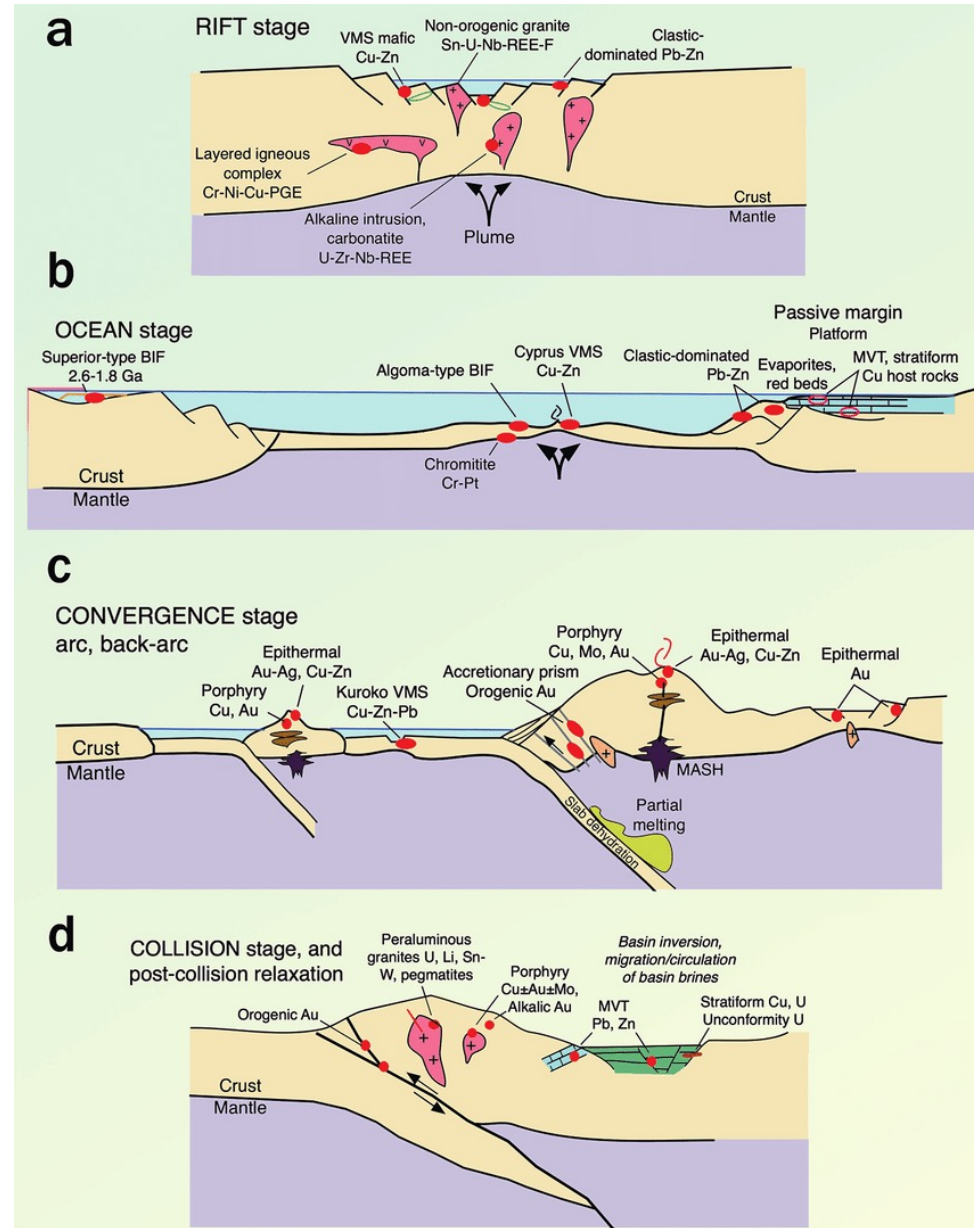 a
RIFT stage
VMS mafic
Cu-Zn
Non-orogenic granite
Sn-U-Nb-REE-F
Clastic-
dominated Pb-Zn
Layered igneous
complex
Cr-Ni-Cu-PGE
Alkaline intrusion,
carbonatite
U-Zr-Nb-REE
Plume
Crust
Mantle
b
OCEAN stage
Superior-type BIF
2.6-1.8 Ga
Algoma-type BIF
Cyprus VMS
Cu-Zn
Clastic-dominated
Pb-Zn
Passive margin
Platform
Evaporites,
red beds
MVT, stratiform
Cu host rocks
Chromitite
Cr-Pt
Crust
Mantle
c
CONVERGENCE stage
arc, back-arc
Epithermal
Au-Ag, Cu-Zn
Porphyry
Cu, Au
Kuroko VMS
Cu-Zn-Pb
Accretionary prism
Orogenic Au
Porphyry
Cu, Mo, Au
Epithermal
Au-Ag, Cu-Zn
Epithermal
Au
Crust
Mantle
MASH
Slab dehydration
Partial
melting
d
COLLISION stage, and
post-collision relaxation
Orogenic Au
Peraluminous
granites U, Li, Sn-
W, pegmatites
Porphyry
Cu±Au±Mo,
Alkalic Au
Basin inversion,
migration/circulation
of basin brines
MVT
Pb, Zn
Stratiform Cu, U
Unconformity U
Crust
Mantle